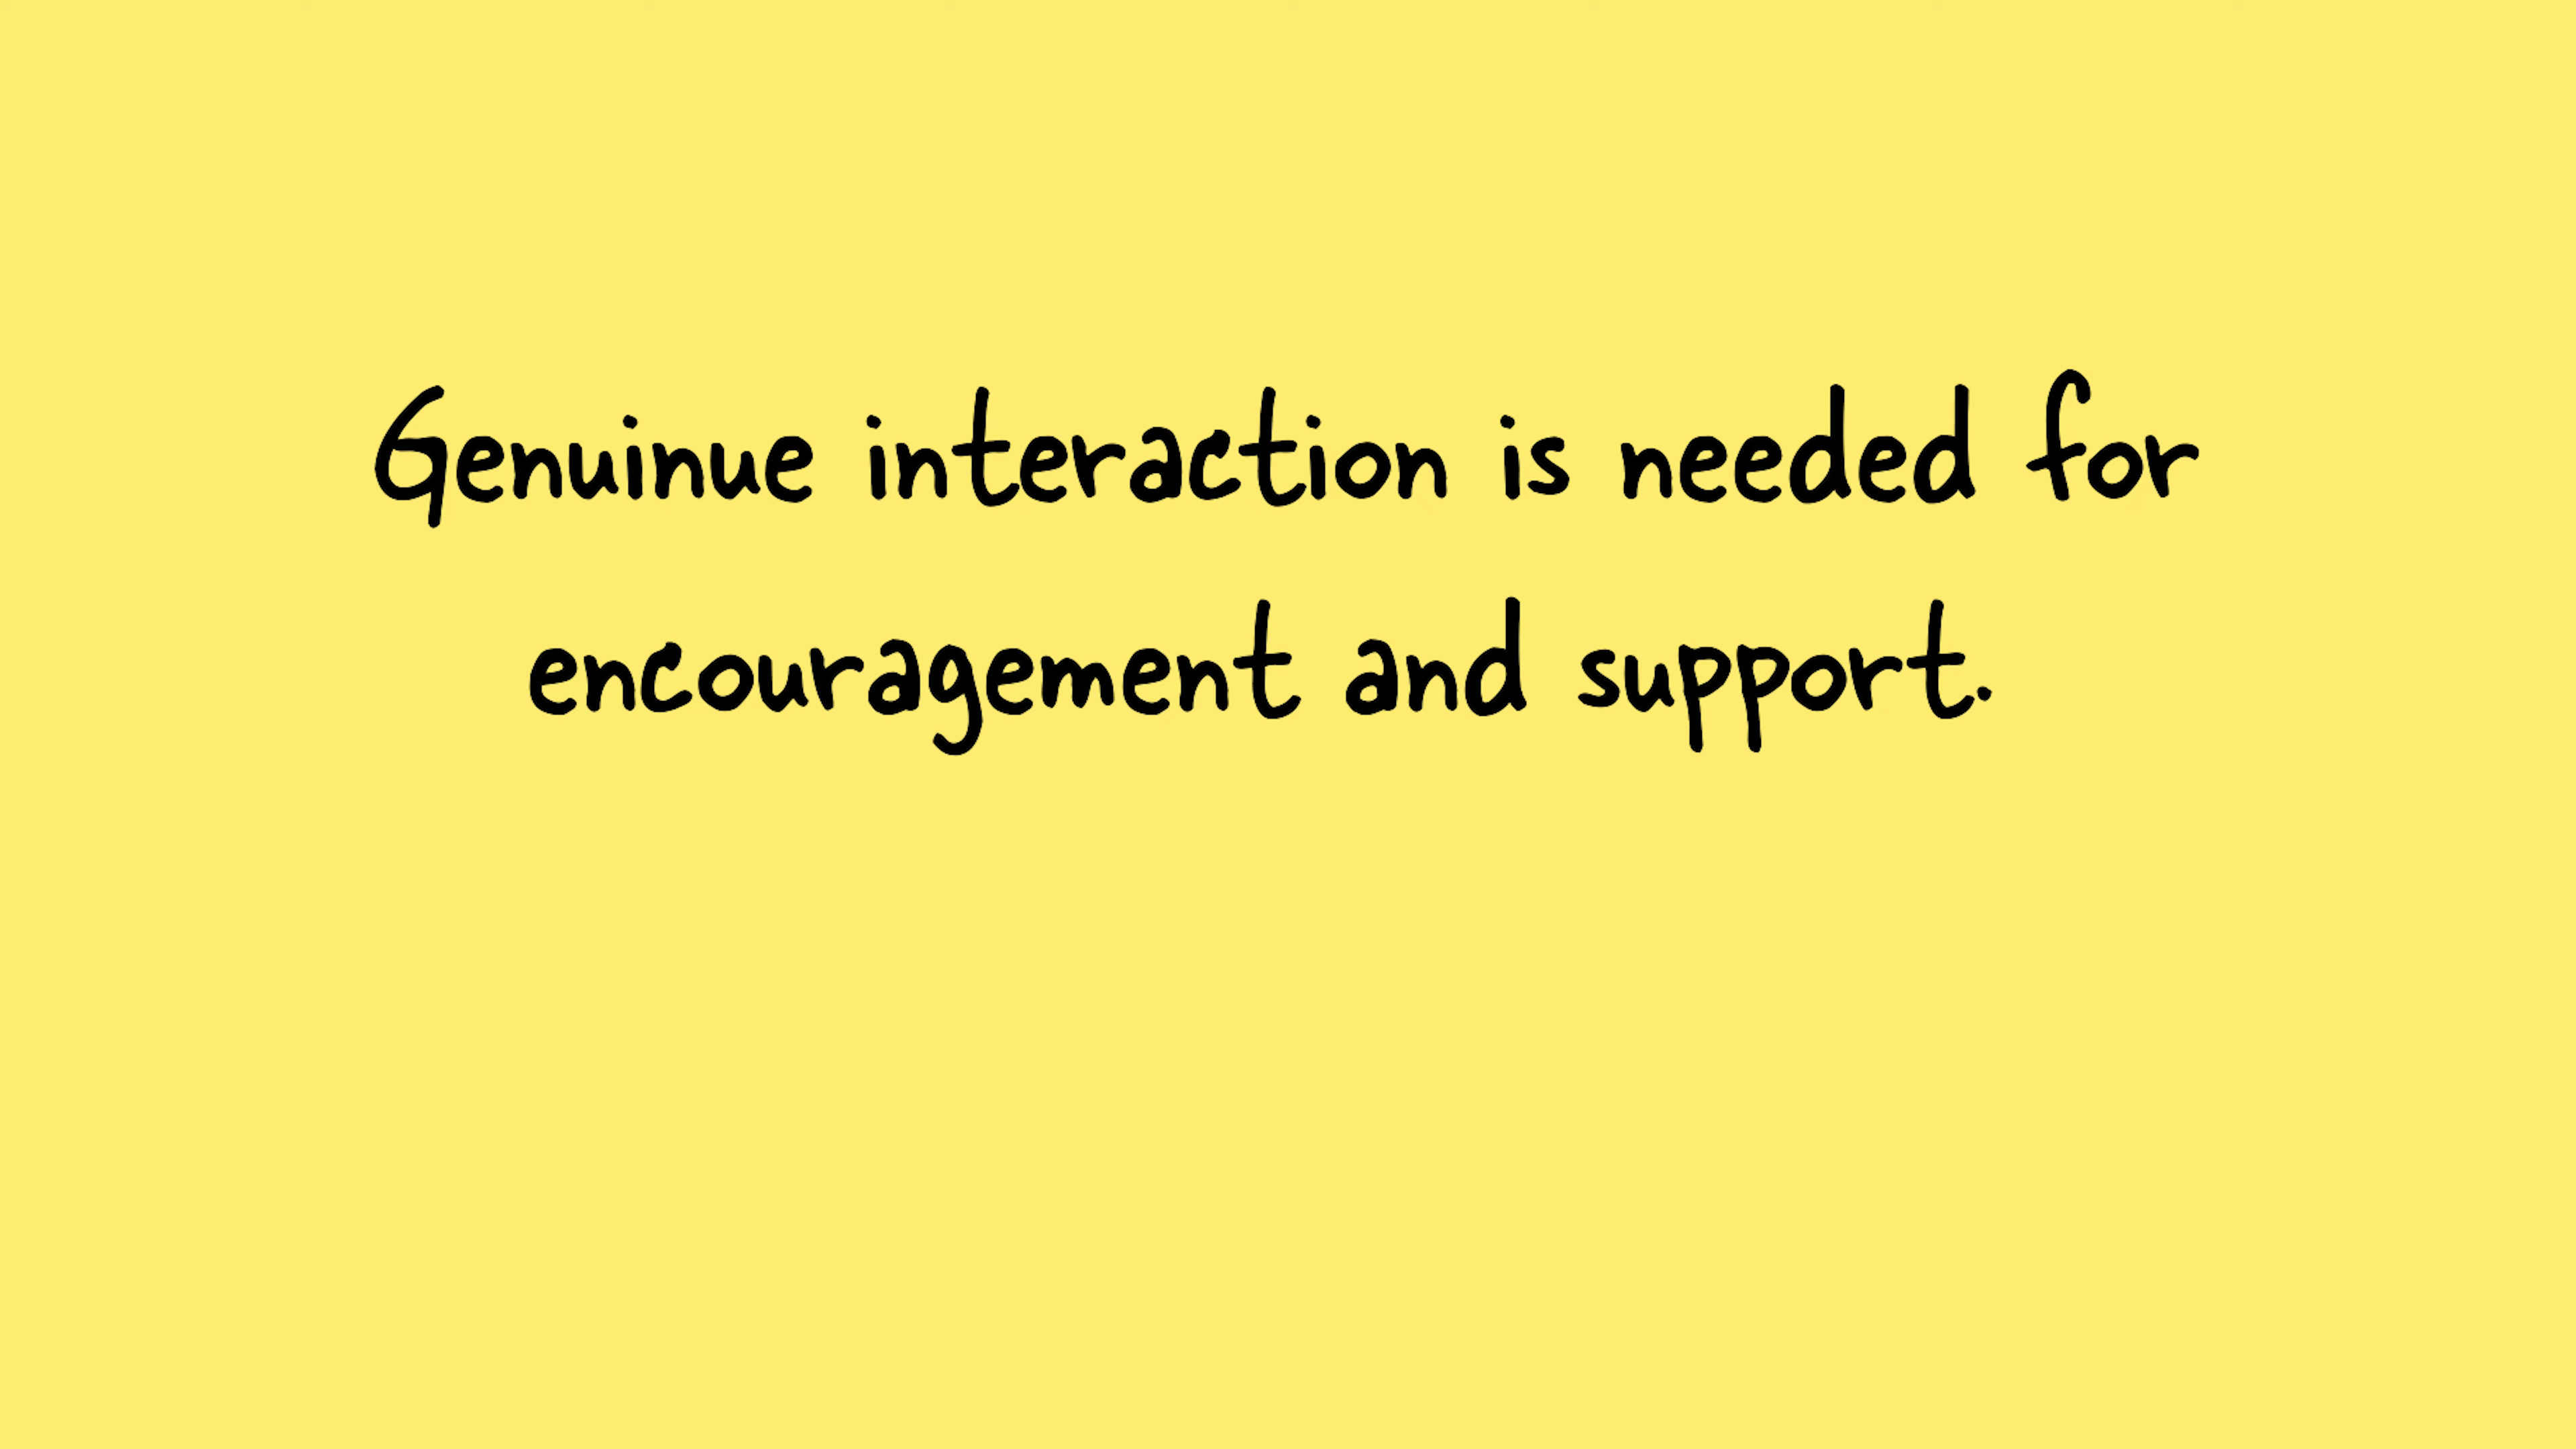 Genuinue interaction is needed for
encouragement and support.